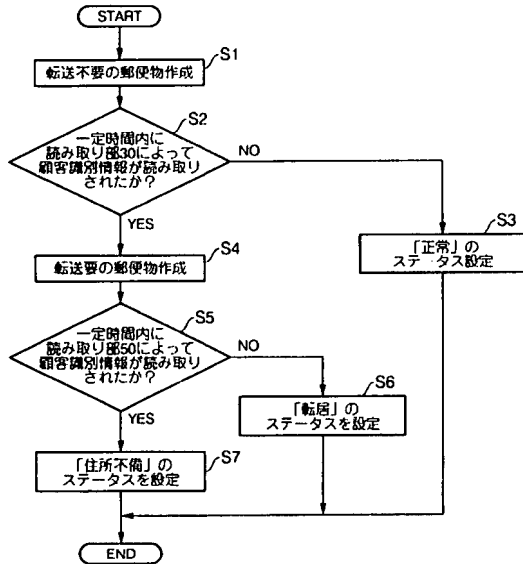 START
S1
転送不要の郵便物作成
S2
一定時間内に
読み取り部30によって
顧客識別情報が読み取り
されたか?
NO
YES
S3
「正常」の
ステータス設定
S4
転送要の郵便物作成
S5
一定時間内に
読み取り部50によって
顧客識別情報が読み取り
されたか?
NO
YES
S6
「転居」の
ステータスを設定
S7
「住所不備」の
ステータスを設定
END